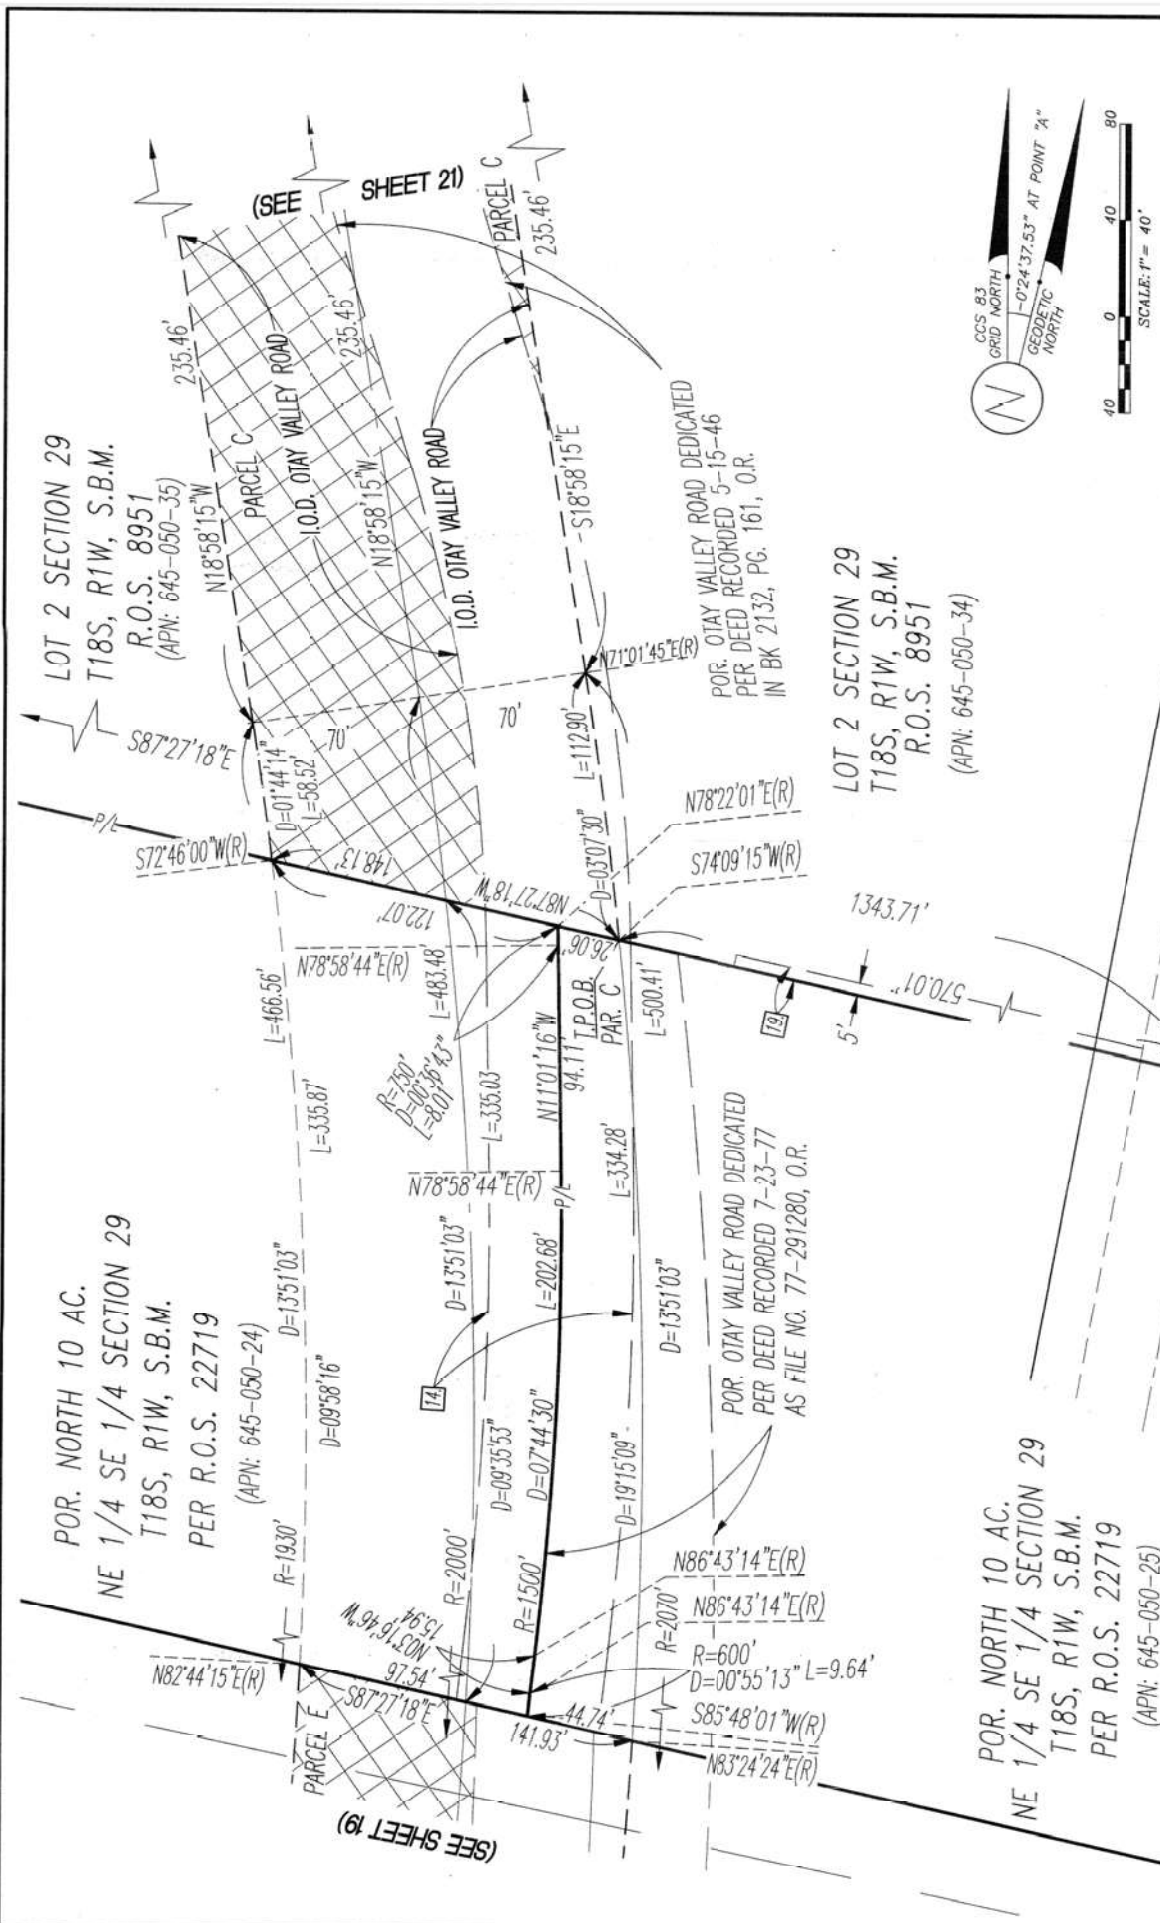 LOT 2 SECTION 29
T18S, R1W, S.B.M.
R.O.S. 8951
(APN: 645-050-35)
(SEE SHEET 21)
235.46'
N18°58'15"W
PARCEL C
I.O.D. OTAY VALLEY ROAD
235.46'
N18°58'15"W
I.O.D. OTAY VALLEY ROAD
PARCEL C
235.46'
S18°58'15"E
N71°01'45"E(R)
70'
70'
S87°27'18"E
P/L
S72°46'00"W(R)
D=01°44'14"
L=58.52'
148.13'
122.07'
N87°27'18"W
26.06'
L=112.90'
D=03°07'30"
N78°22'01"E(R)
S74°09'15"W(R)
POR. OTAY VALLEY ROAD DEDICATED
PER DEED RECORDED 5-15-46
IN BK 2132, PG. 161, O.R.
LOT 2 SECTION 29
T18S, R1W, S.B.M.
R.O.S. 8951
(APN: 645-050-34)
CCS 83
GRID NORTH
-0°24'37.53" AT POINT "A"
GEODETIC
NORTH
N
40 0 40 80
SCALE: 1" = 40'
1343.71'
570.01'
5'
19.
N78°58'44"E(R)
L=466.56'
L=335.87'
L=483.48'
R=750'
D=00°36'43"
L=8.01'
L=335.03
N11°01'16"W
94.11'
T.P.O.B.
PAR. C
L=500.41'
L=334.28'
N78°58'44"E(R)
P/L
POR. NORTH 10 AC.
NE 1/4 SE 1/4 SECTION 29
T18S, R1W, S.B.M.
PER R.O.S. 22719
(APN: 645-050-24)
D=13°51'03"
D=09°58'16"
R=1930'
D=13°51'03"
14.
L=202.68'
D=09°35'53"
D=07°44'30"
D=13°51'03"
D=19°15'09"
R=2000'
R=1500'
R=2070'
POR. OTAY VALLEY ROAD DEDICATED
PER DEED RECORDED 7-23-77
AS FILE NO. 77-291280, O.R.
N86°43'14"E(R)
N86°43'14"E(R)
R=600'
D=00°55'13" L=9.64'
S85°48'01"W(R)
N83°24'24"E(R)
N03°16'46"W
15.94'
97.54'
S87°27'18"E
44.74'
141.93'
N82°44'15"E(R)
PARCEL E
(SEE SHEET 19)
POR. NORTH 10 AC.
NE 1/4 SE 1/4 SECTION 29
T18S, R1W, S.B.M.
PER R.O.S. 22719
(APN: 645-050-25)